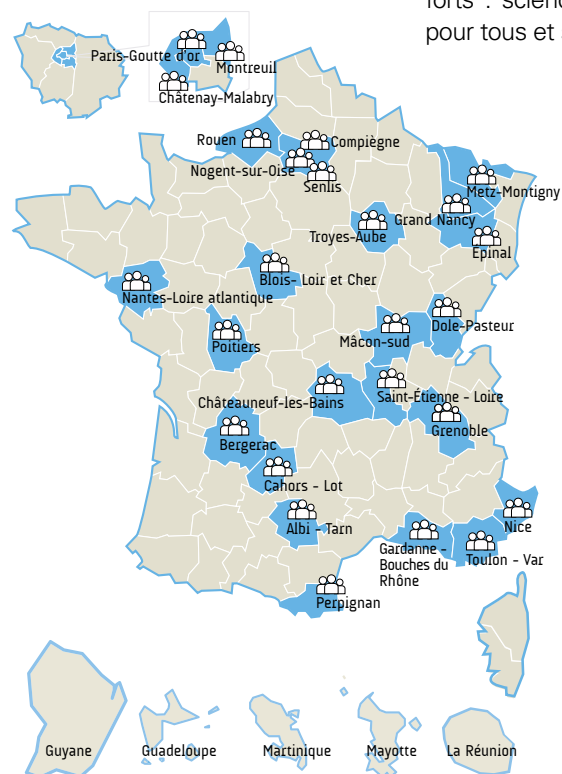 forts : scienc
pour tous et
Paris-Goutte d'or
Montreuil
Châtenay-Malabry
Rouen
Compiègne
Nogent-sur-Oise
Senlis
Metz-Montigny
Grand Nancy
Troyes-Aube
Épinal
Blois- Loir et Cher
Nantes-Loire atlantique
Dole-Pasteur
Mâcon-sud
Poitiers
Châteauneuf-les-Bains
Saint-Étienne - Loire
Grenoble
Bergerac
Cahors - Lot
Albi - Tarn
Nice
Gardanne -
Bouches du
Rhône
Toulon - Var
Perpignan
Guyane
Guadeloupe
Martinique
Mayotte
La Réunion